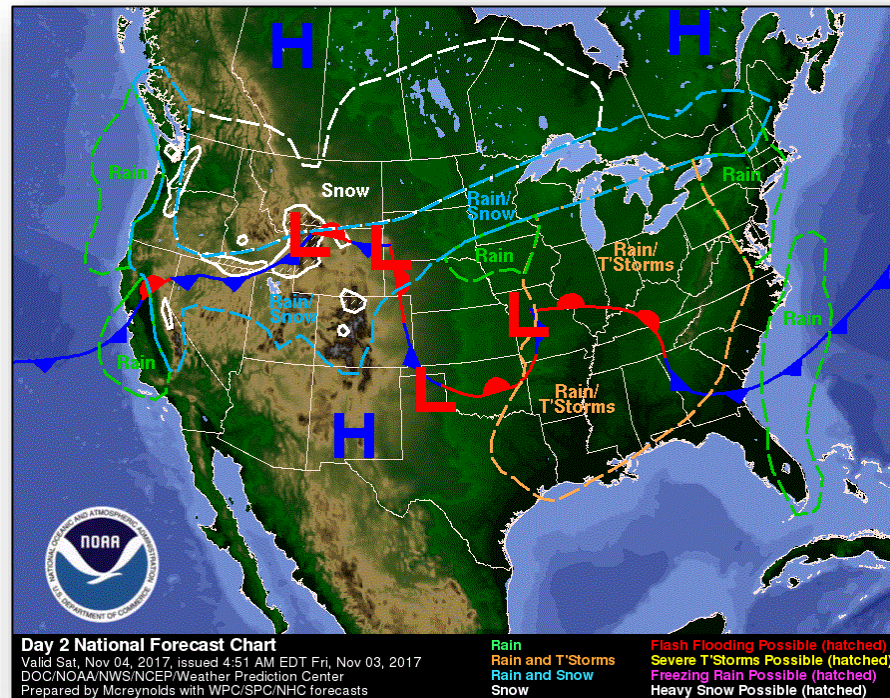 H
H
Rain
Snow
Rain/
Snow
Rain
L
L
Rain
Rain/
T'Storms
Rain/
Snow
L
Rain
Rain
L
Rain/
T'Storms
H
NATIONAL OCEANIC AND ATMOSPHERIC ADMINISTRATION
NOAA
U.S. DEPARTMENT OF COMMERCE
Day 2 National Forecast Chart
Valid Sat, Nov 04, 2017, issued 4:51 AM EDT Fri, Nov 03, 2017
DOC/NOAA/NWS/NCEP/Weather Prediction Center
Prepared by Mcreynolds with WPC/SPC/NHC forecasts
Rain
Rain and T'Storms
Rain and Snow
Snow
Flash Flooding Possible (hatched)
Severe T'Storms Possible (hatched)
Freezing Rain Possible (hatched)
Heavy Snow Possible (hatched)